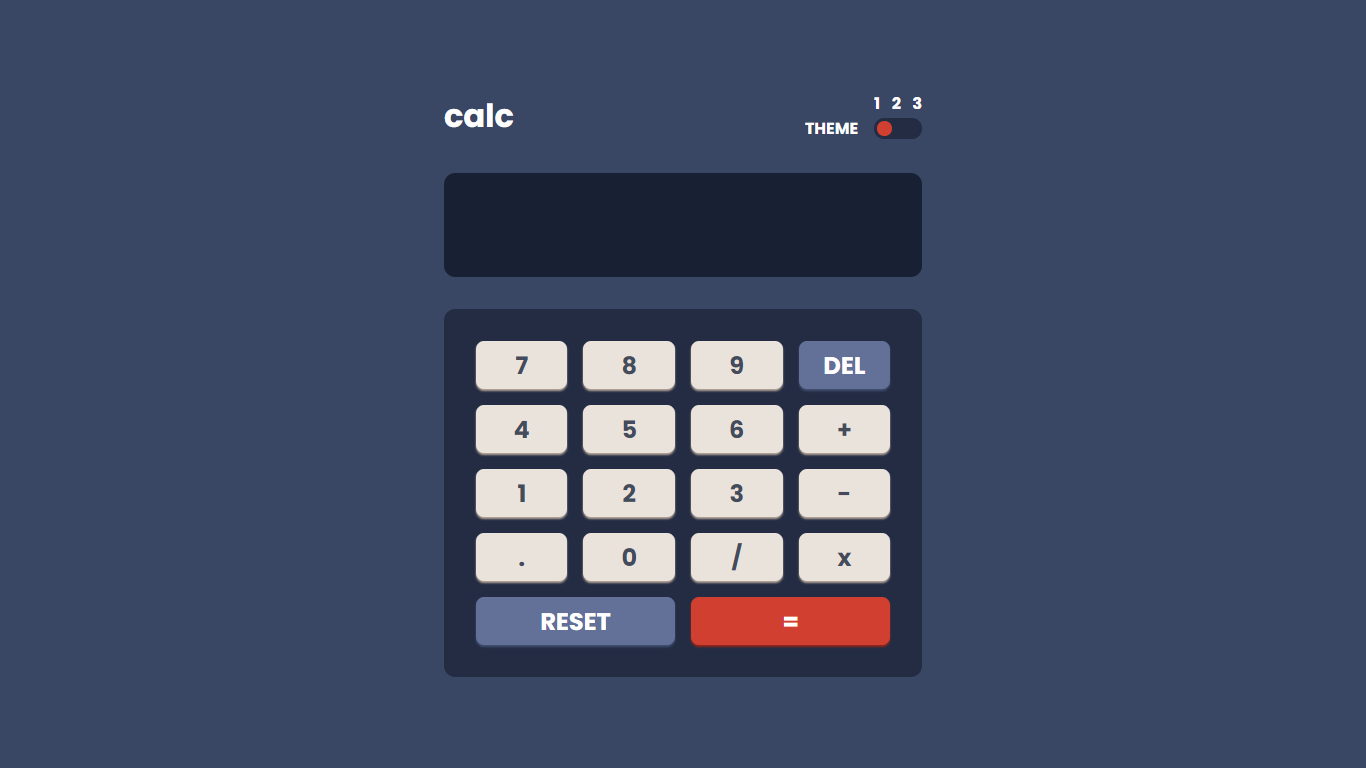 calc
1 2 3
THEME
7 8 9 DEL
4 5 6 +
1 2 3 -
. 0 / x
RESET =